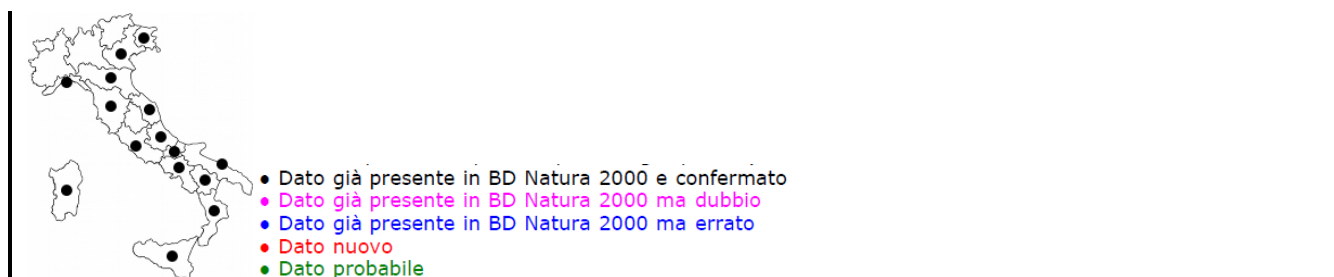 ● Dato già presente in BD Natura 2000 e confermato
● Dato già presente in BD Natura 2000 ma dubbio
● Dato già presente in BD Natura 2000 ma errato
● Dato nuovo
● Dato probabile